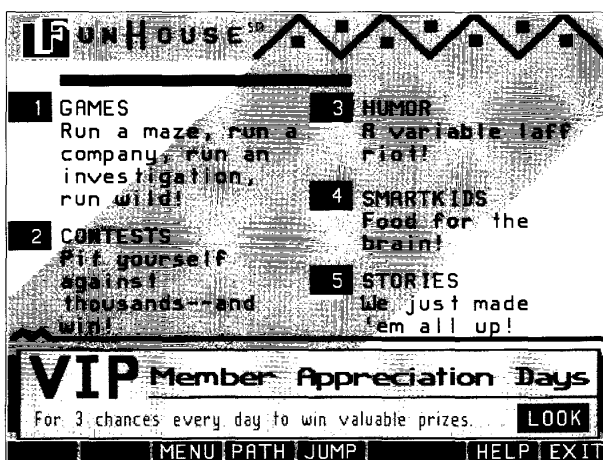 FUNHOUSE℠
1 GAMES
Run a maze, run a
company, run an
investigation,
run wild!
2 CONTESTS
Pit yourself
against
thousands--and
win!
3 HUMOR
A variable laff
riot!
4 SMARTKIDS
Food for the
brain!
5 STORIES
We just made
'em all up!
VIP Member Appreciation Days
For 3 chances every day to win valuable prizes... LOOK
MENU PATH JUMP HELP EXIT